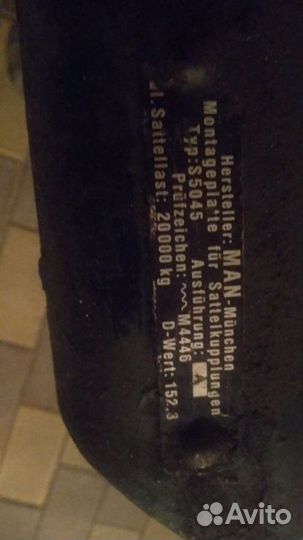 Hersteller: MAN-München
Montageplatte für Sattelkupplungen
Typ: S5045 Ausführung: A
Prüfzeichen: ~~~ M4446
l. Sattellast: 20000 kg D-Wert: 152.3
Avito